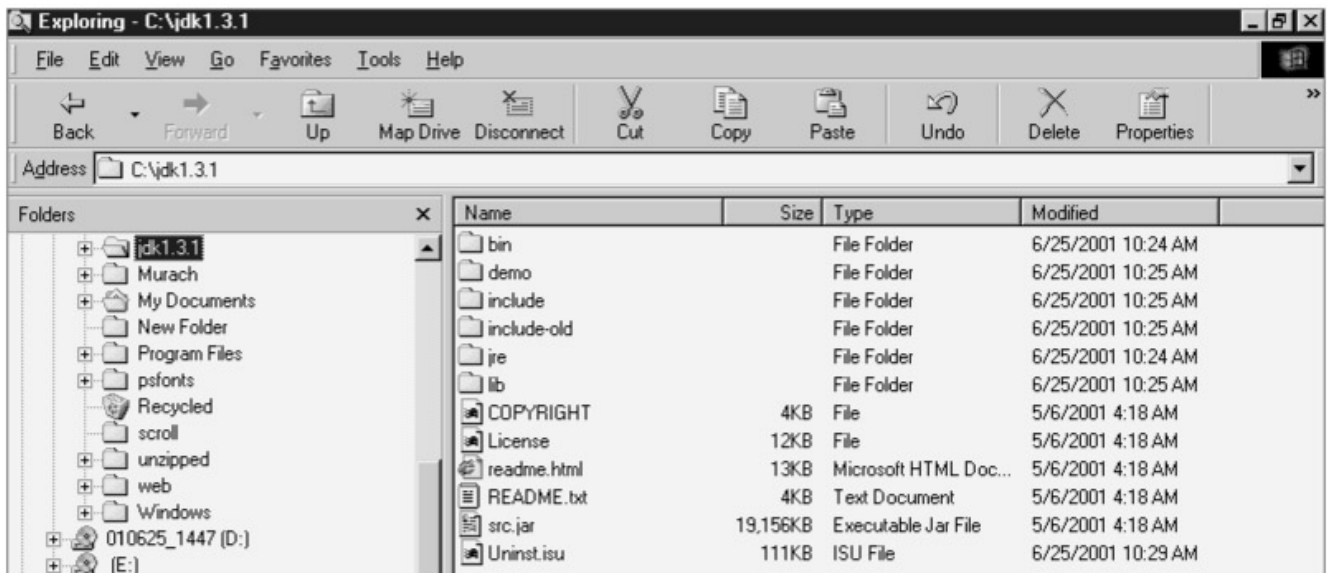 Exploring - C:\jdk1.3.1
File Edit View Go Favorites Tools Help
Back Forward Up Map Drive Disconnect Cut Copy Paste Undo Delete Properties »
Address C:\jdk1.3.1
Folders
jdk1.3.1
Murach
My Documents
New Folder
Program Files
psfonts
Recycled
scroll
unzipped
web
Windows
010625_1447 (D:)
(E:)
Name Size Type Modified
bin File Folder 6/25/2001 10:24 AM
demo File Folder 6/25/2001 10:25 AM
include File Folder 6/25/2001 10:25 AM
include-old File Folder 6/25/2001 10:25 AM
jre File Folder 6/25/2001 10:24 AM
lib File Folder 6/25/2001 10:25 AM
COPYRIGHT 4KB File 5/6/2001 4:18 AM
License 12KB File 5/6/2001 4:18 AM
readme.html 13KB Microsoft HTML Doc... 5/6/2001 4:18 AM
README.txt 4KB Text Document 5/6/2001 4:18 AM
src.jar 19,156KB Executable Jar File 5/6/2001 4:18 AM
Uninst.isu 111KB ISU File 6/25/2001 10:29 AM